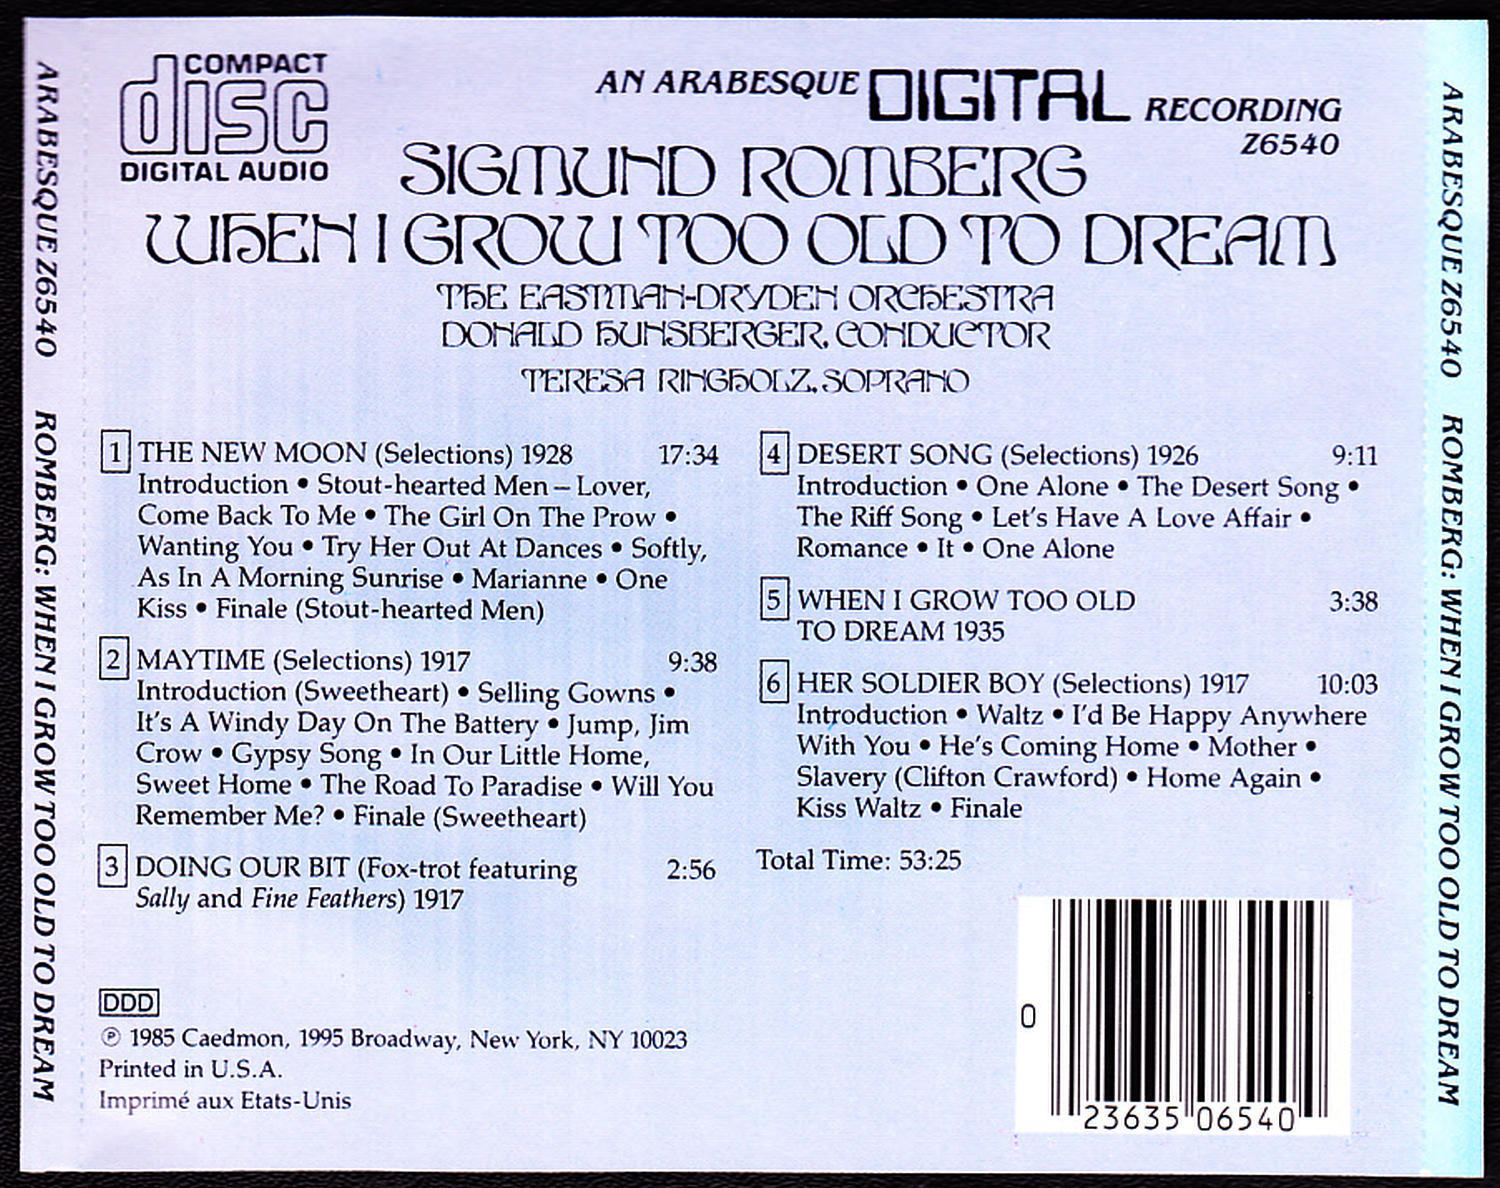 COMPACT
disc
DIGITAL AUDIO
AN ARABESQUE DIGITAL RECORDING
Z6540
SIGMUND ROMBERG
WHEN I GROW TOO OLD TO DREAM
THE EASTMAN-DRYDEN ORCHESTRA
DONALD HUNSBERGER, CONDUCTOR
TERESA RINGHOLZ, SOPRANO
1 THE NEW MOON (Selections) 1928 17:34
Introduction • Stout-hearted Men – Lover,
Come Back To Me • The Girl On The Prow •
Wanting You • Try Her Out At Dances • Softly,
As In A Morning Sunrise • Marianne • One
Kiss • Finale (Stout-hearted Men)
2 MAYTIME (Selections) 1917 9:38
Introduction (Sweetheart) • Selling Gowns •
It's A Windy Day On The Battery • Jump, Jim
Crow • Gypsy Song • In Our Little Home,
Sweet Home • The Road To Paradise • Will You
Remember Me? • Finale (Sweetheart)
3 DOING OUR BIT (Fox-trot featuring 2:56
Sally and Fine Feathers) 1917
4 DESERT SONG (Selections) 1926 9:11
Introduction • One Alone • The Desert Song •
The Riff Song • Let's Have A Love Affair •
Romance • It • One Alone
5 WHEN I GROW TOO OLD 3:38
TO DREAM 1935
6 HER SOLDIER BOY (Selections) 1917 10:03
Introduction • Waltz • I'd Be Happy Anywhere
With You • He's Coming Home • Mother •
Slavery (Clifton Crawford) • Home Again •
Kiss Waltz • Finale
Total Time: 53:25
DDD
℗ 1985 Caedmon, 1995 Broadway, New York, NY 10023
Printed in U.S.A.
Imprimé aux Etats-Unis
0 23635 06540
ARABESQUE Z6540 ROMBERG: WHEN I GROW TOO OLD TO DREAM
ARABESQUE Z6540 ROMBERG: WHEN I GROW TOO OLD TO DREAM